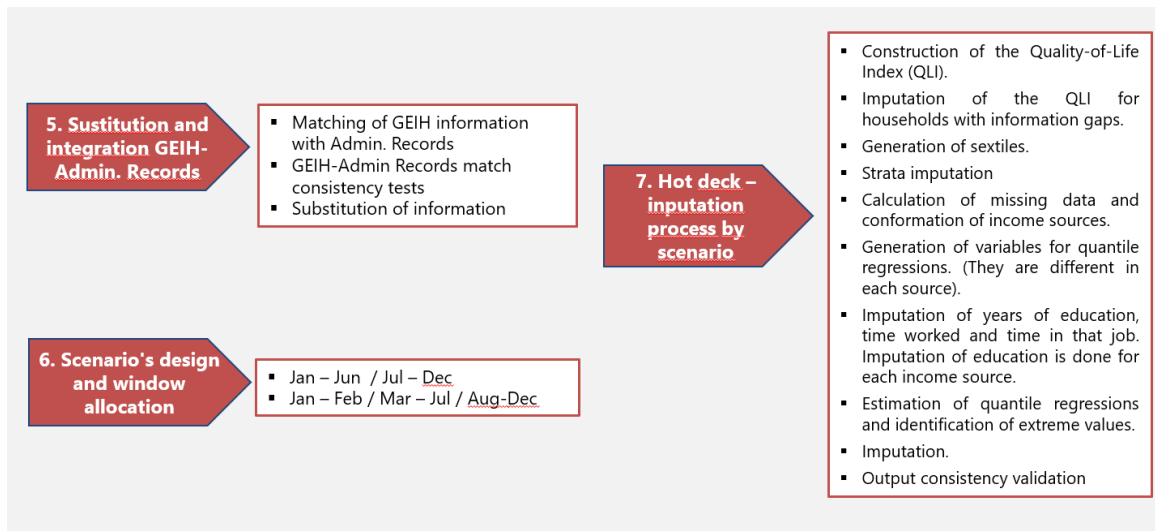 5. Sustitution and
integration GEIH-
Admin. Records
▪ Matching of GEIH information
with Admin. Records
▪ GEIH-Admin Records match
consistency tests
▪ Substitution of information
6. Scenario's design
and window
allocation
▪ Jan – Jun / Jul – Dec
▪ Jan – Feb / Mar – Jul / Aug-Dec
7. Hot deck –
inputation
process by
scenario
▪ Construction of the Quality-of-Life
Index (QLI).
▪ Imputation of the QLI for
households with information gaps.
▪ Generation of sextiles.
▪ Strata imputation
▪ Calculation of missing data and
conformation of income sources.
▪ Generation of variables for quantile
regressions. (They are different in
each source).
▪ Imputation of years of education,
time worked and time in that job.
Imputation of education is done for
each income source.
▪ Estimation of quantile regressions
and identification of extreme values.
▪ Imputation.
▪ Output consistency validation